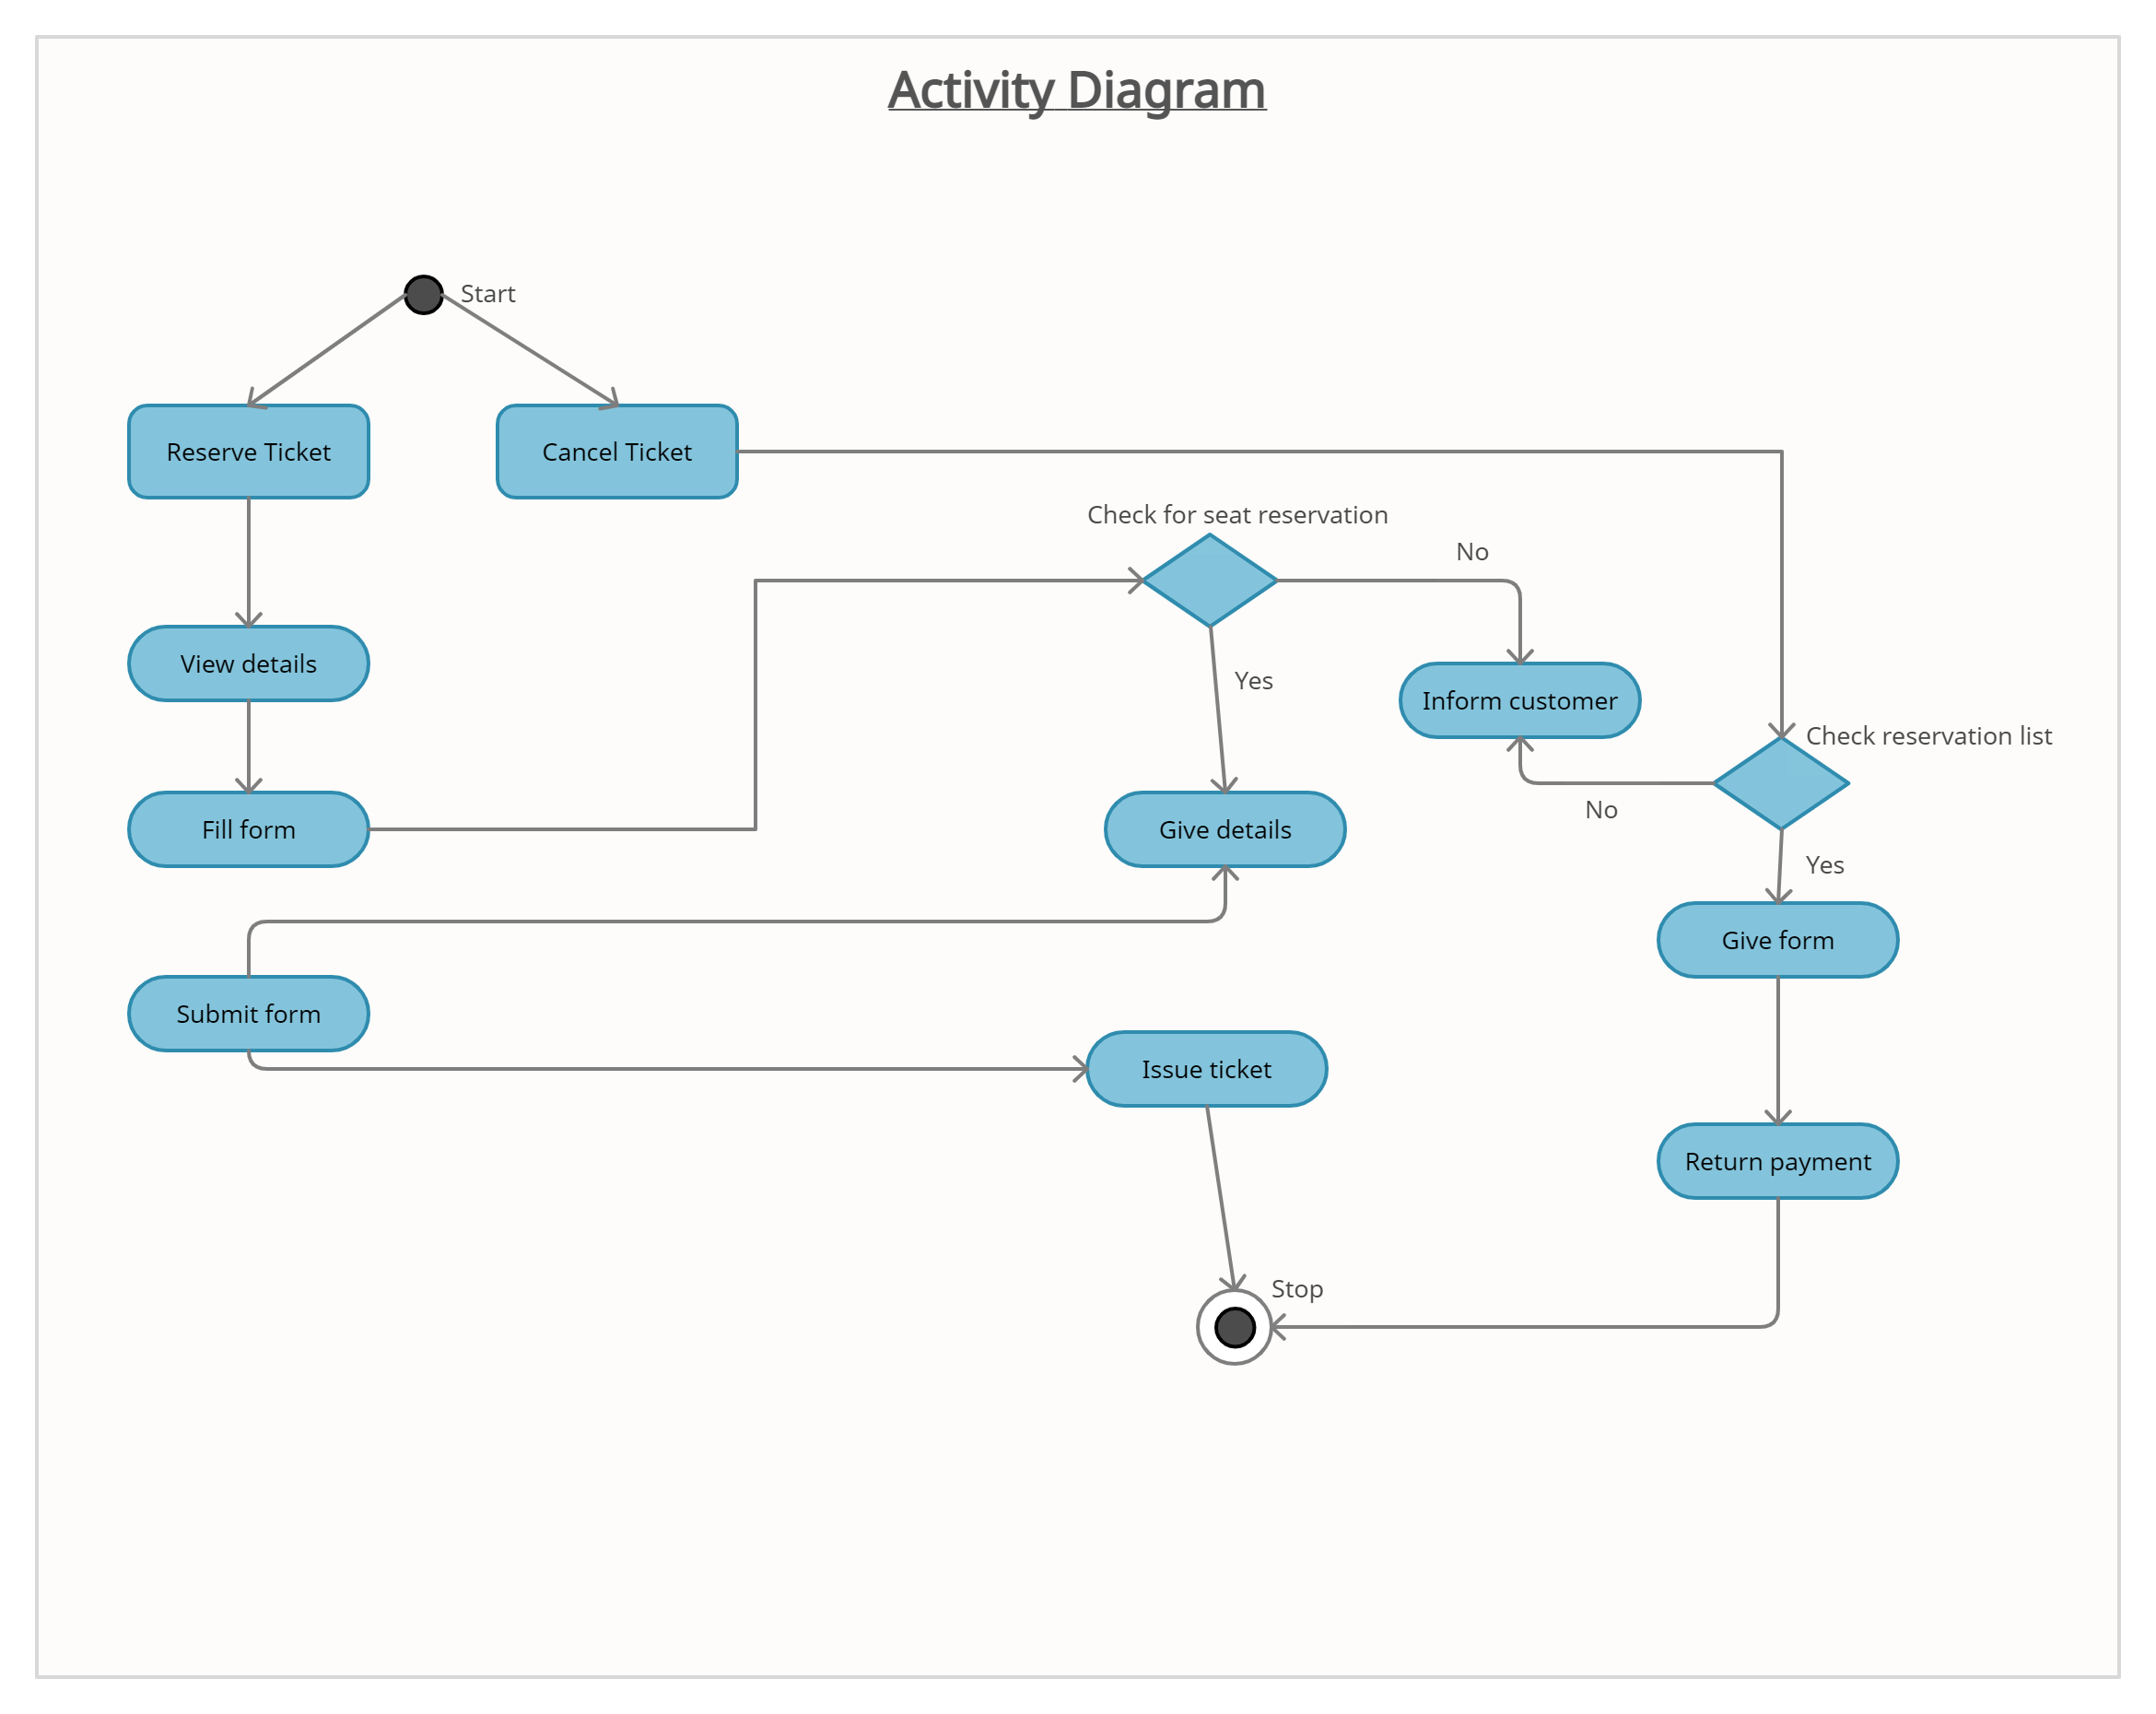 Activity Diagram
Start
Reserve Ticket
Cancel Ticket
Check for seat reservation
No
View details
Yes
Inform customer
Check reservation list
Fill form
Give details
No
Yes
Give form
Submit form
Issue ticket
Return payment
Stop